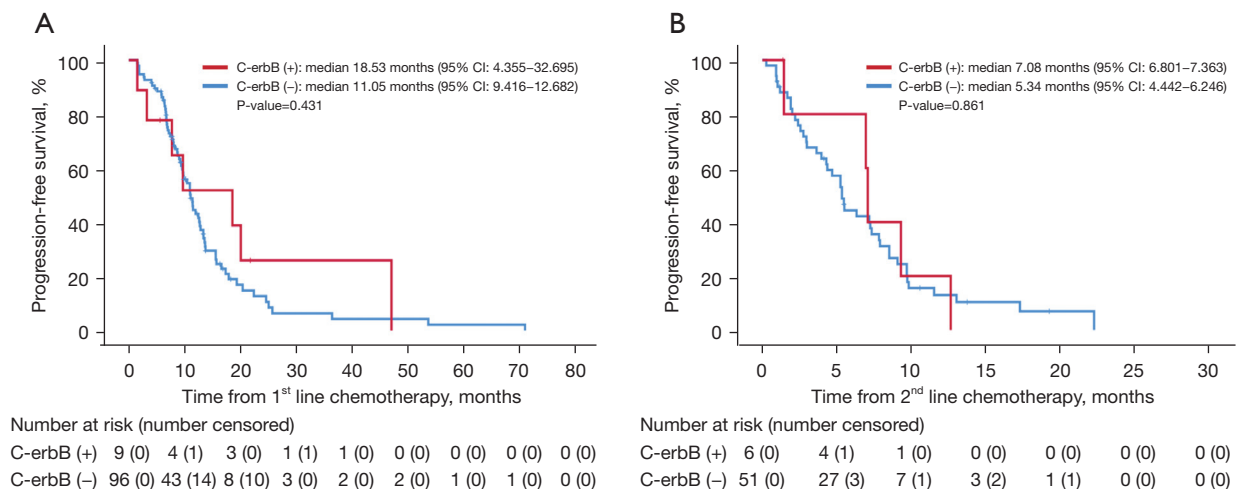 A
100
80
60
40
20
0
Progression-free survival, %
C-erbB (+): median 18.53 months (95% CI: 4.355–32.695)
C-erbB (–): median 11.05 months (95% CI: 9.416–12.682)
P-value=0.431
0 10 20 30 40 50 60 70 80
Time from 1st line chemotherapy, months
Number at risk (number censored)
C-erbB (+) 9 (0) 4 (1) 3 (0) 1 (1) 1 (0) 0 (0) 0 (0) 0 (0) 0 (0)
C-erbB (–) 96 (0) 43 (14) 8 (10) 3 (0) 2 (0) 2 (0) 1 (0) 1 (0) 0 (0)
B
100
80
60
40
20
0
Progression-free survival, %
C-erbB (+): median 7.08 months (95% CI: 6.801–7.363)
C-erbB (–): median 5.34 months (95% CI: 4.442–6.246)
P-value=0.861
0 5 10 15 20 25 30
Time from 2nd line chemotherapy, months
Number at risk (number censored)
C-erbB (+) 6 (0) 4 (1) 1 (0) 0 (0) 0 (0) 0 (0) 0 (0)
C-erbB (–) 51 (0) 27 (3) 7 (1) 3 (2) 1 (1) 0 (0) 0 (0)